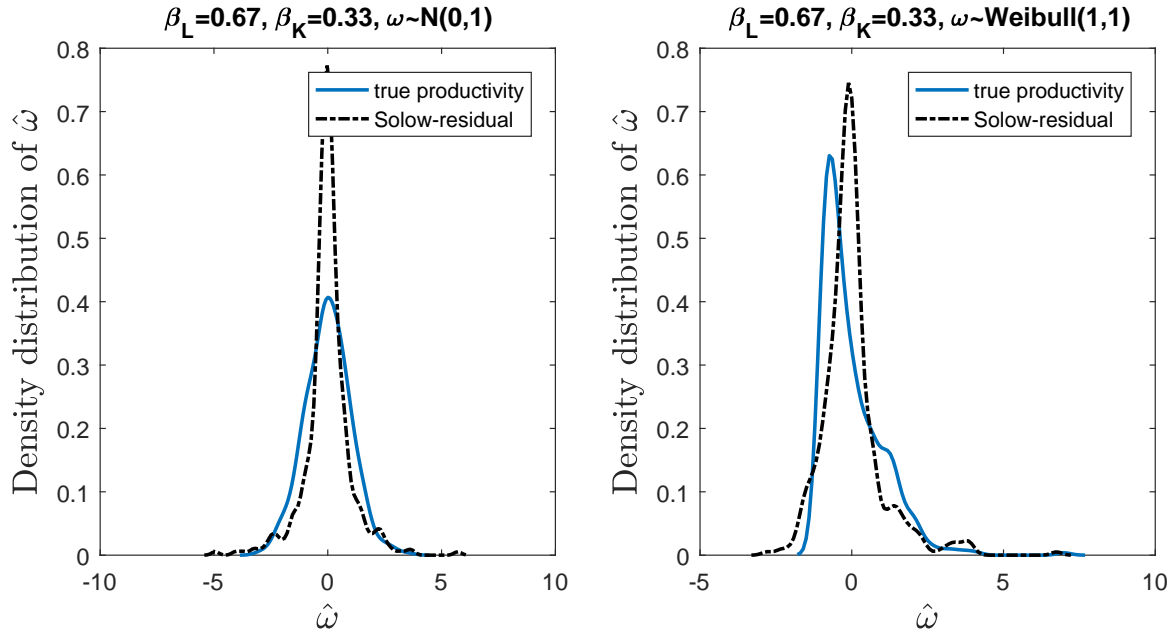 β_L=0.67, β_K=0.33, ω~N(0,1)
0.8
0.7
0.6
0.5
0.4
0.3
0.2
0.1
0
-10
-5
0
5
10
Density distribution of ω̂
ω̂
true productivity
Solow-residual
β_L=0.67, β_K=0.33, ω~Weibull(1,1)
0.8
0.7
0.6
0.5
0.4
0.3
0.2
0.1
0
-5
0
5
10
Density distribution of ω̂
ω̂
true productivity
Solow-residual